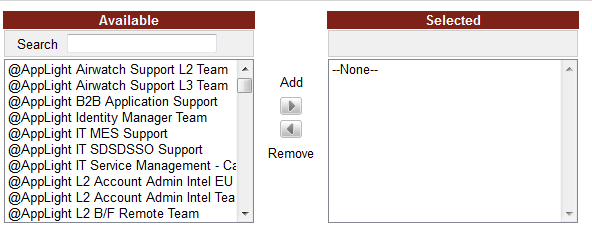 Available
Search
@AppLight Airwatch Support L2 Team
@AppLight Airwatch Support L3 Team
@AppLight B2B Application Support
@AppLight Identity Manager Team
@AppLight IT MES Support
@AppLight IT SDSDSSO Support
@AppLight IT Service Management - Ca
@AppLight L2 Account Admin Intel EU
@AppLight L2 Account Admin Intel Tea
@AppLight L2 B/F Remote Team
Add
Remove
Selected
--None--